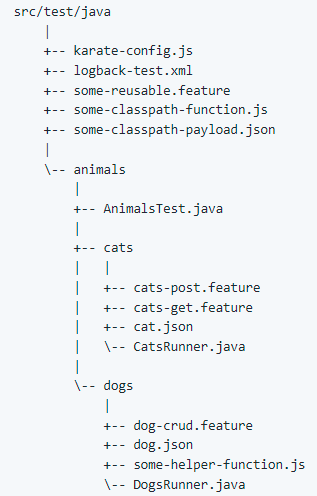 src/test/java
    |
    +-- karate-config.js
    +-- logback-test.xml
    +-- some-reusable.feature
    +-- some-classpath-function.js
    +-- some-classpath-payload.json
    |
    \-- animals
        |
        +-- AnimalsTest.java
        |
        +-- cats
        |   |
        |   +-- cats-post.feature
        |   +-- cats-get.feature
        |   +-- cat.json
        |   \-- CatsRunner.java
        |
        \-- dogs
            |
            +-- dog-crud.feature
            +-- dog.json
            +-- some-helper-function.js
            \-- DogsRunner.java